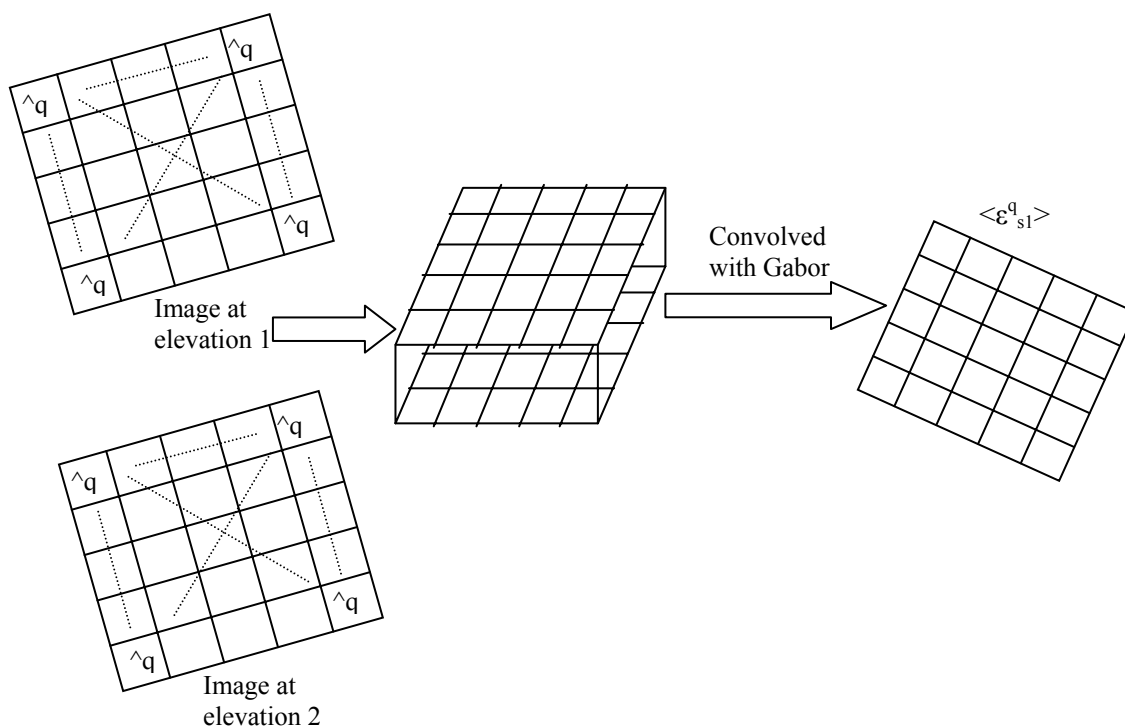 ^q
^q
^q
^q
Image at
elevation 1
Convolved
with Gabor
<ε^q_s1>
^q
^q
^q
^q
Image at
elevation 2